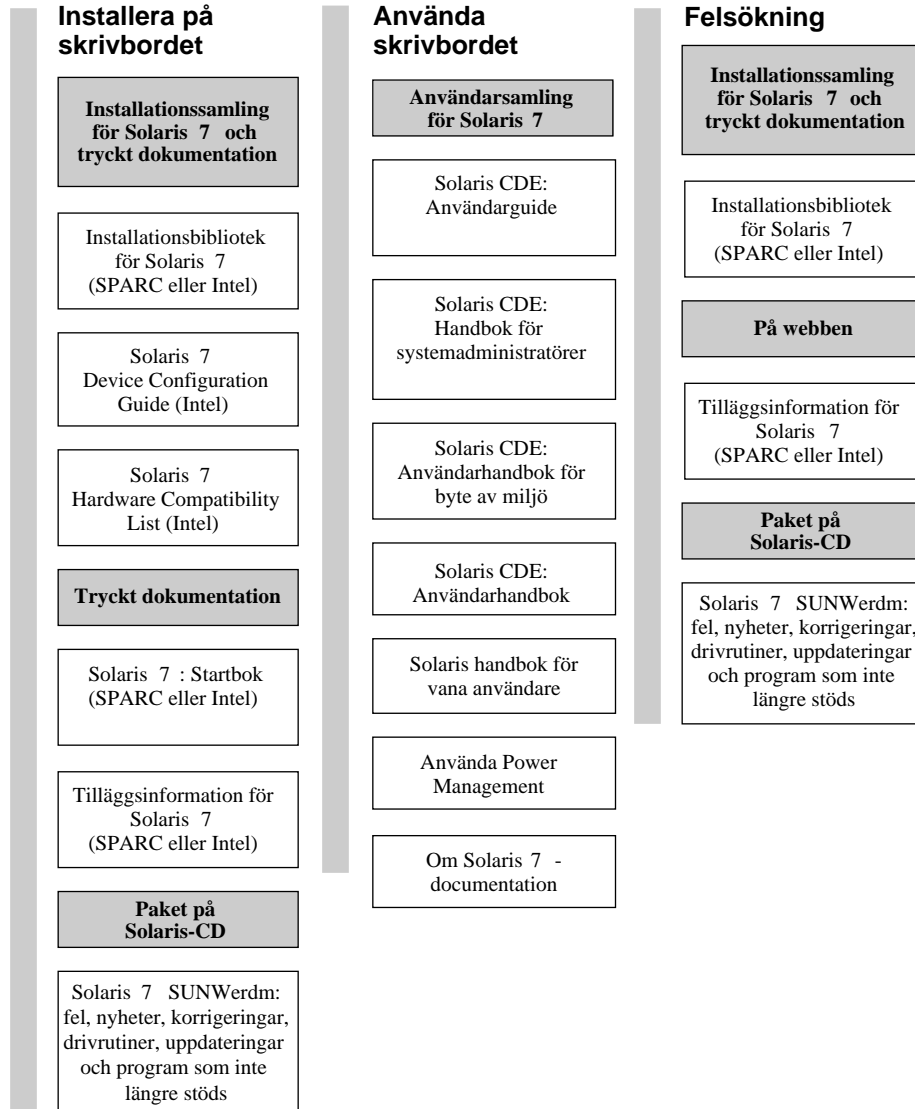 Installera på
skrivbordet
Installationssamling
för Solaris 7 och
tryckt dokumentation
Installationsbibliotek
för Solaris 7
(SPARC eller Intel)
Solaris 7
Device Configuration
Guide (Intel)
Solaris 7
Hardware Compatibility
List (Intel)
Tryckt dokumentation
Solaris 7 : Startbok
(SPARC eller Intel)
Tilläggsinformation för
Solaris 7
(SPARC eller Intel)
Paket på
Solaris-CD
Solaris 7 SUNWerdm:
fel, nyheter, korrigeringar,
drivrutiner, uppdateringar
och program som inte
längre stöds
Använda
skrivbordet
Användarsamling
för Solaris 7
Solaris CDE:
Användarguide
Solaris CDE:
Handbok för
systemadministratörer
Solaris CDE:
Användarhandbok för
byte av miljö
Solaris CDE:
Användarhandbok
Solaris handbok för
vana användare
Använda Power
Management
Om Solaris 7 -
documentation
Felsökning
Installationssamling
för Solaris 7 och
tryckt dokumentation
Installationsbibliotek
för Solaris 7
(SPARC eller Intel)
På webben
Tilläggsinformation för
Solaris 7
(SPARC eller Intel)
Paket på
Solaris-CD
Solaris 7 SUNWerdm:
fel, nyheter, korrigeringar,
drivrutiner, uppdateringar
och program som inte
längre stöds